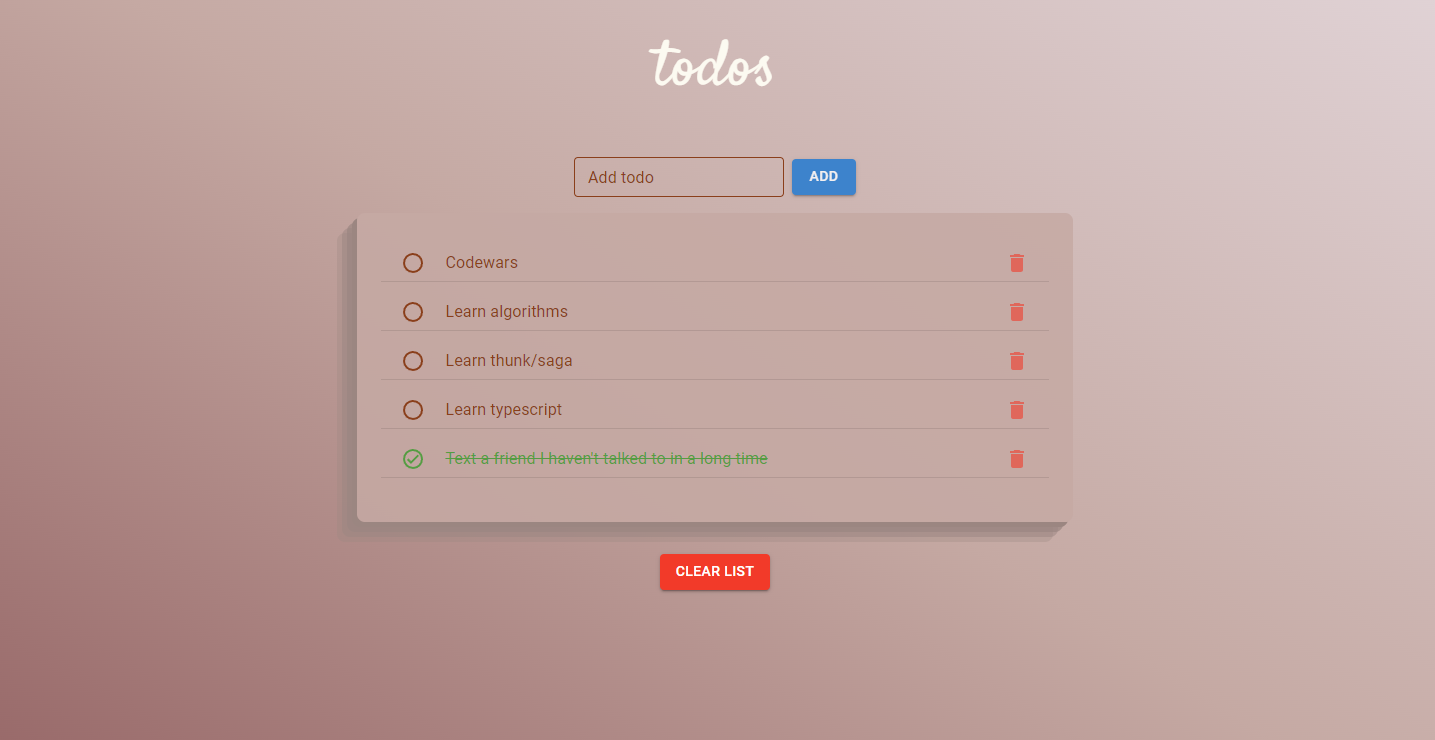 todos
Add todo
ADD
Codewars
Learn algorithms
Learn thunk/saga
Learn typescript
Text a friend I haven't talked to in a long time
CLEAR LIST